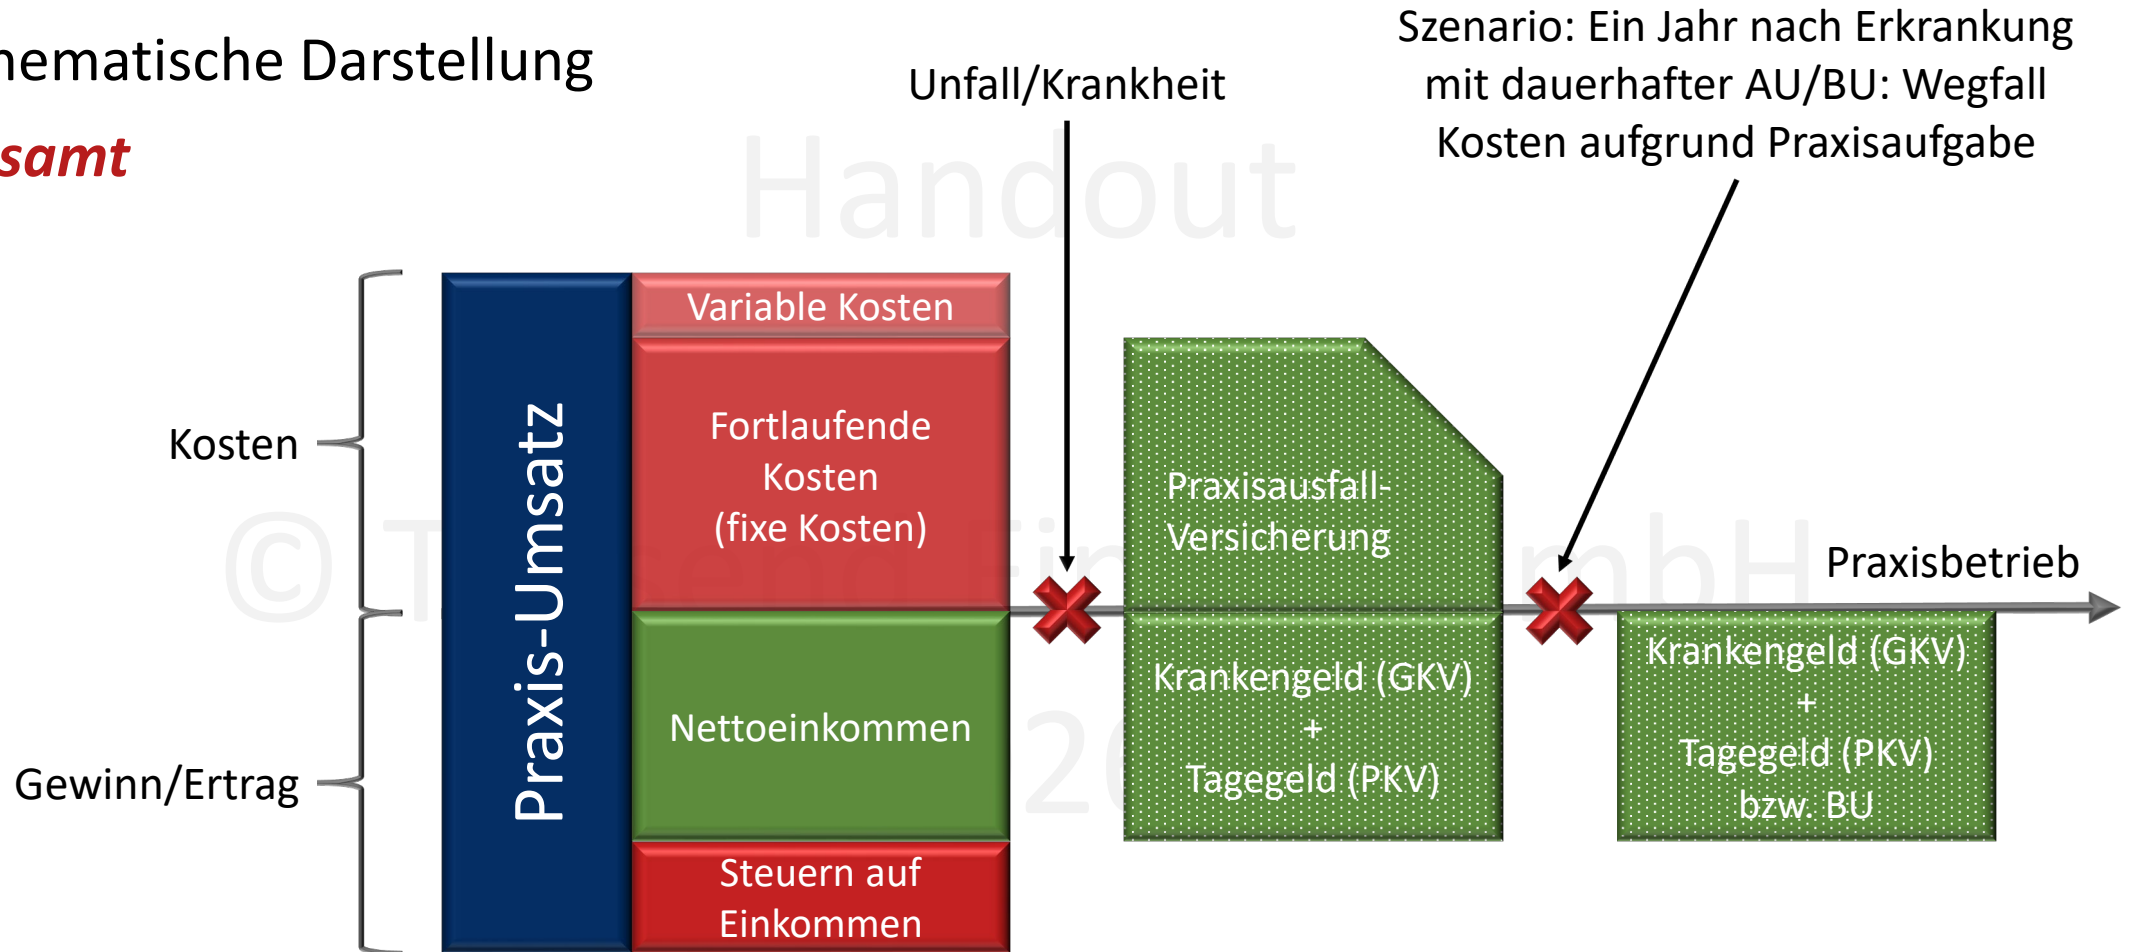 hematische Darstellung
samt
Unfall/Krankheit
Szenario: Ein Jahr nach Erkrankung
mit dauerhafter AU/BU: Wegfall
Kosten aufgrund Praxisaufgabe
Handout
Kosten
Gewinn/Ertrag
Praxis-Umsatz
Variable Kosten
Fortlaufende
Kosten
(fixe Kosten)
Nettoeinkommen
Steuern auf
Einkommen
Praxisausfall-
Versicherung
Krankengeld (GKV)
+
Tagegeld (PKV)
Praxisbetrieb
Krankengeld (GKV)
+
Tagegeld (PKV)
bzw. BU